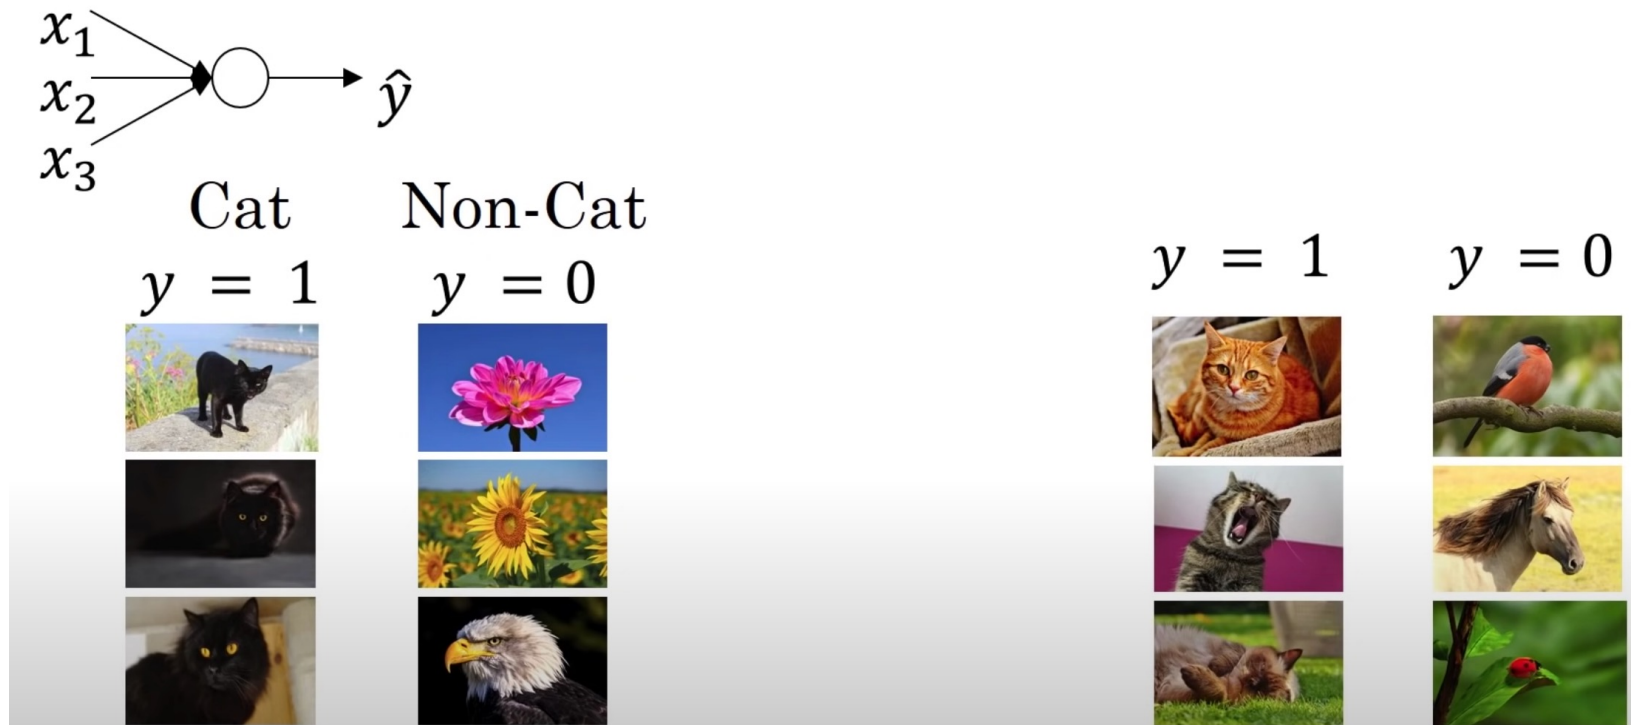 x₁
x₂
x₃
ŷ
Cat Non-Cat
y = 1 y = 0
y = 1 y = 0